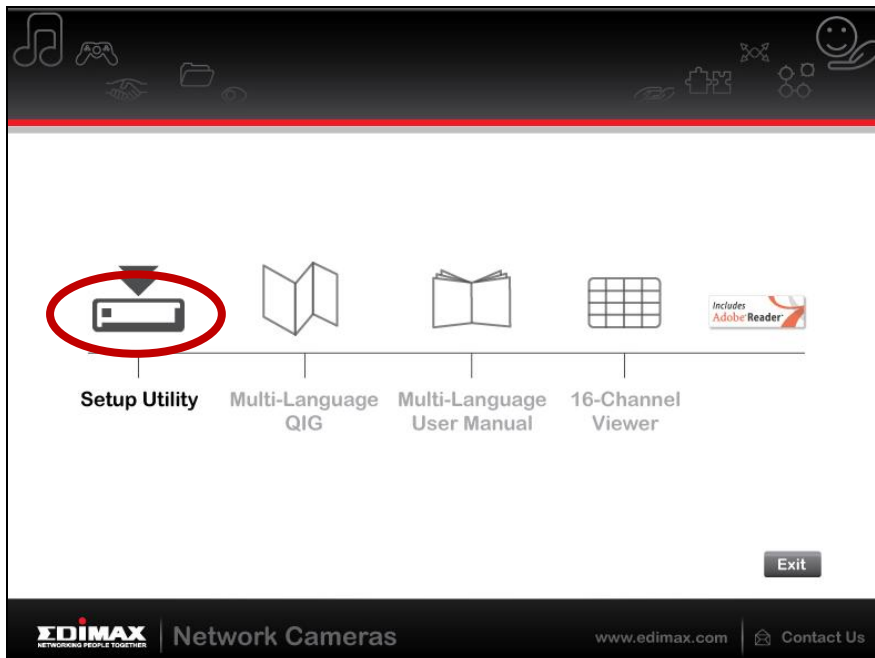 Includes
Adobe Reader
Setup Utility
Multi-Language
QIG
Multi-Language
User Manual
16-Channel
Viewer
Exit
EDIMAX
NETWORKING PEOPLE TOGETHER
Network Cameras
www.edimax.com
Contact Us